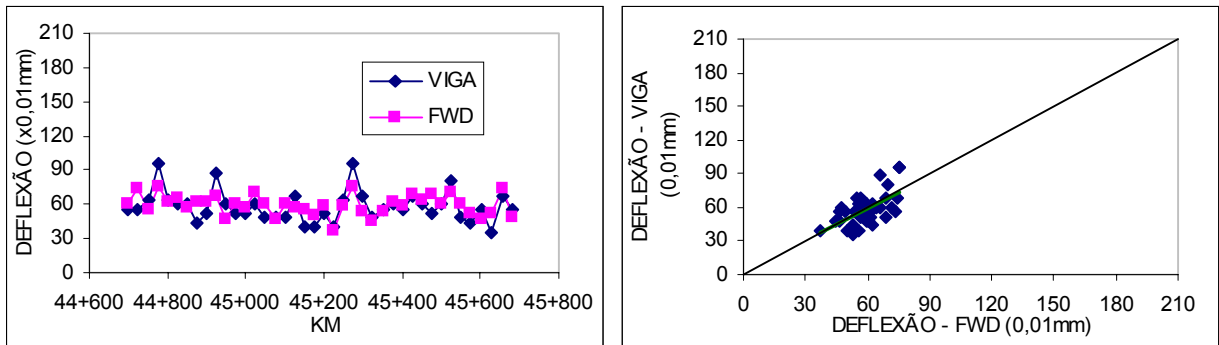 DEFLEXÃO (x0,01mm)
210
180
150
120
90
60
30
0
VIGA
FWD
44+600 44+800 45+000 45+200 45+400 45+600 45+800
KM
DEFLEXÃO - VIGA
(0,01mm)
210
180
150
120
90
60
30
0
0 30 60 90 120 150 180 210
DEFLEXÃO - FWD (0,01mm)